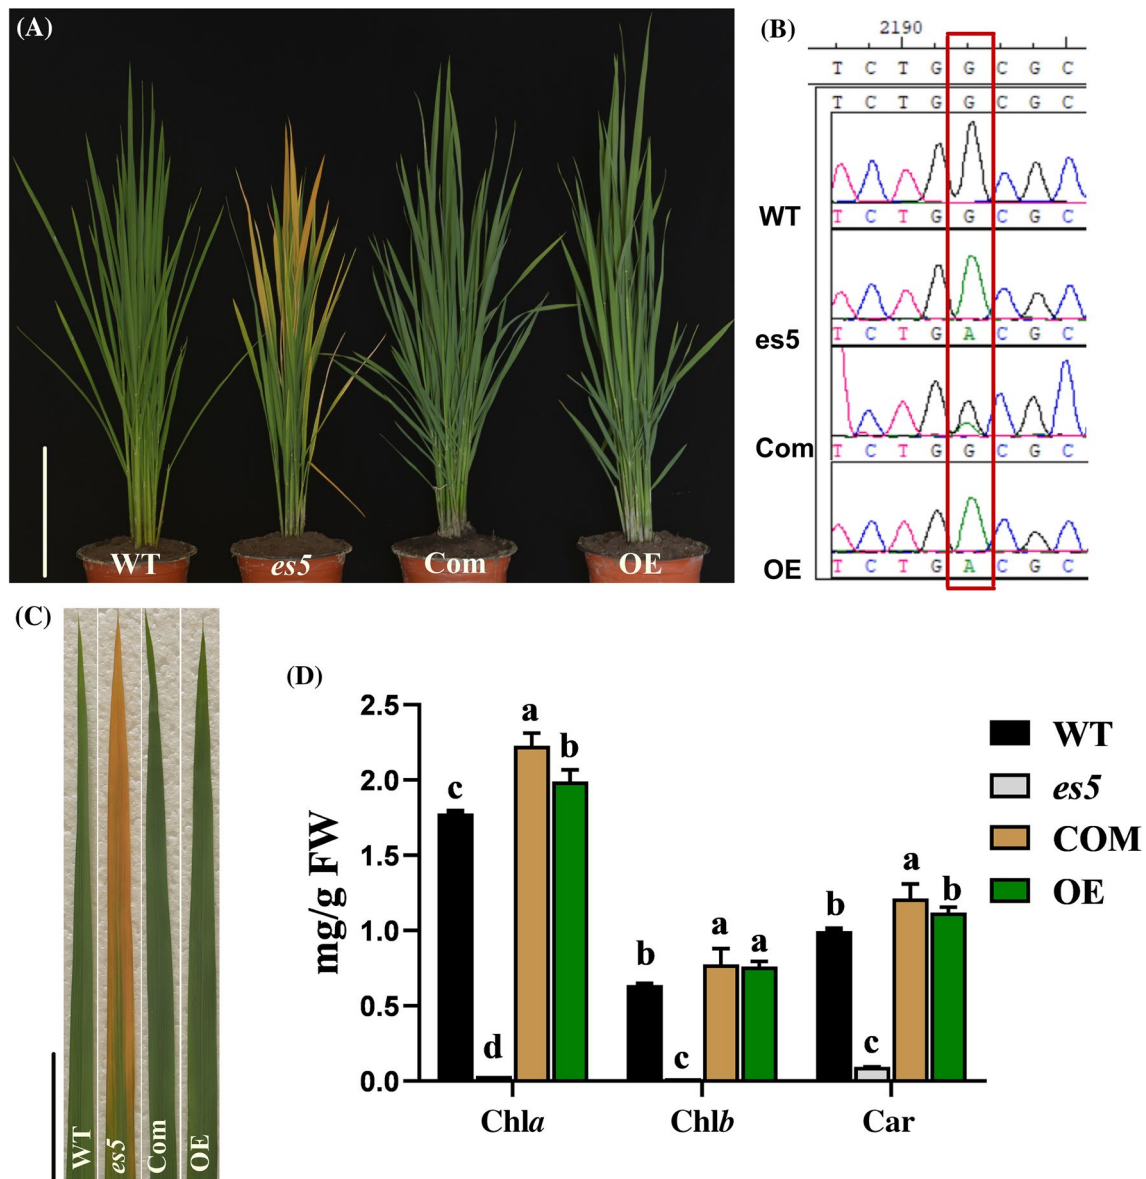 (A)
WT
es5
Com
OE
(B)
2190
T C T G G C G C
T C T G G C G C
WT
T C T G G C G C
es5
T C T G A C G C
Com
T C T G G C G C
OE
T C T G A C G C
(C)
WT
es5
Com
OE
(D)
mg/g FW
2.5
2.0
1.5
1.0
0.5
0.0
c
d
a
b
b
c
a
a
b
c
a
b
Chla
Chlb
Car
WT
es5
COM
OE